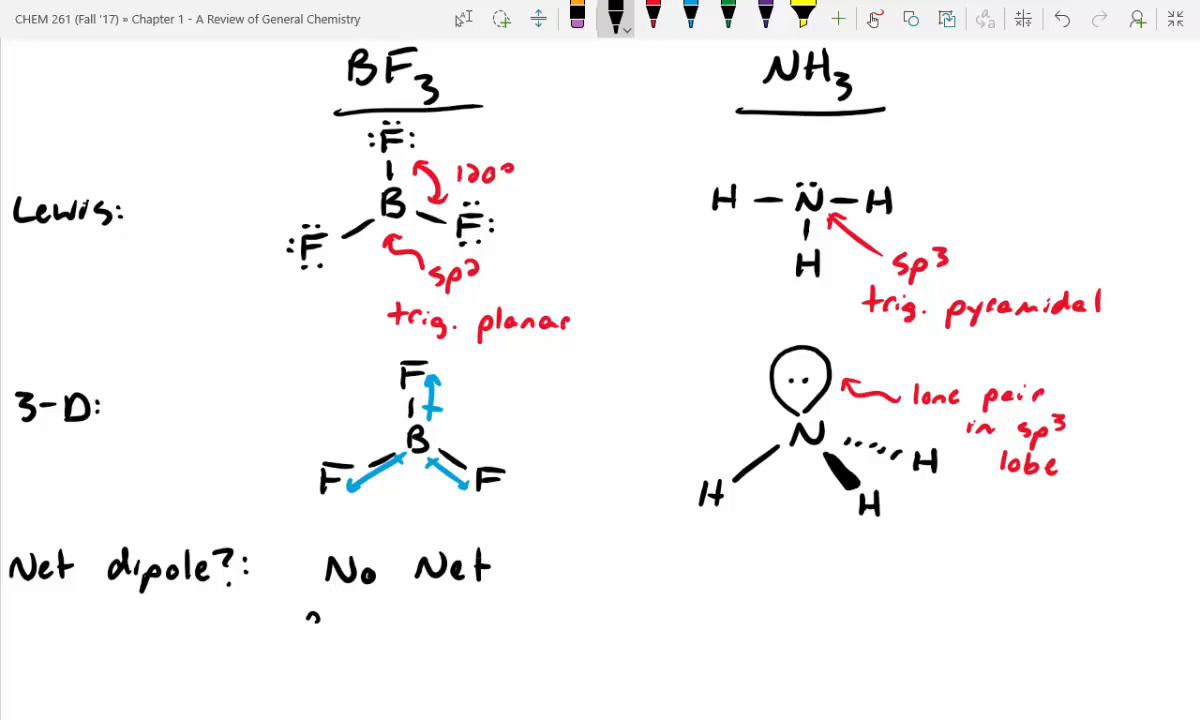 CHEM 261 (Fall '17) » Chapter 1 - A Review of General Chemistry
BF3
NH3
Lewis:
:F:
B
:F
F:
120°
sp2
trig. planar
H - N - H
H
sp3
trig. pyramidal
3-D:
F
B
F
F
N
H
H
H
lone pair
in sp3
lobe
Net dipole?:
No Net